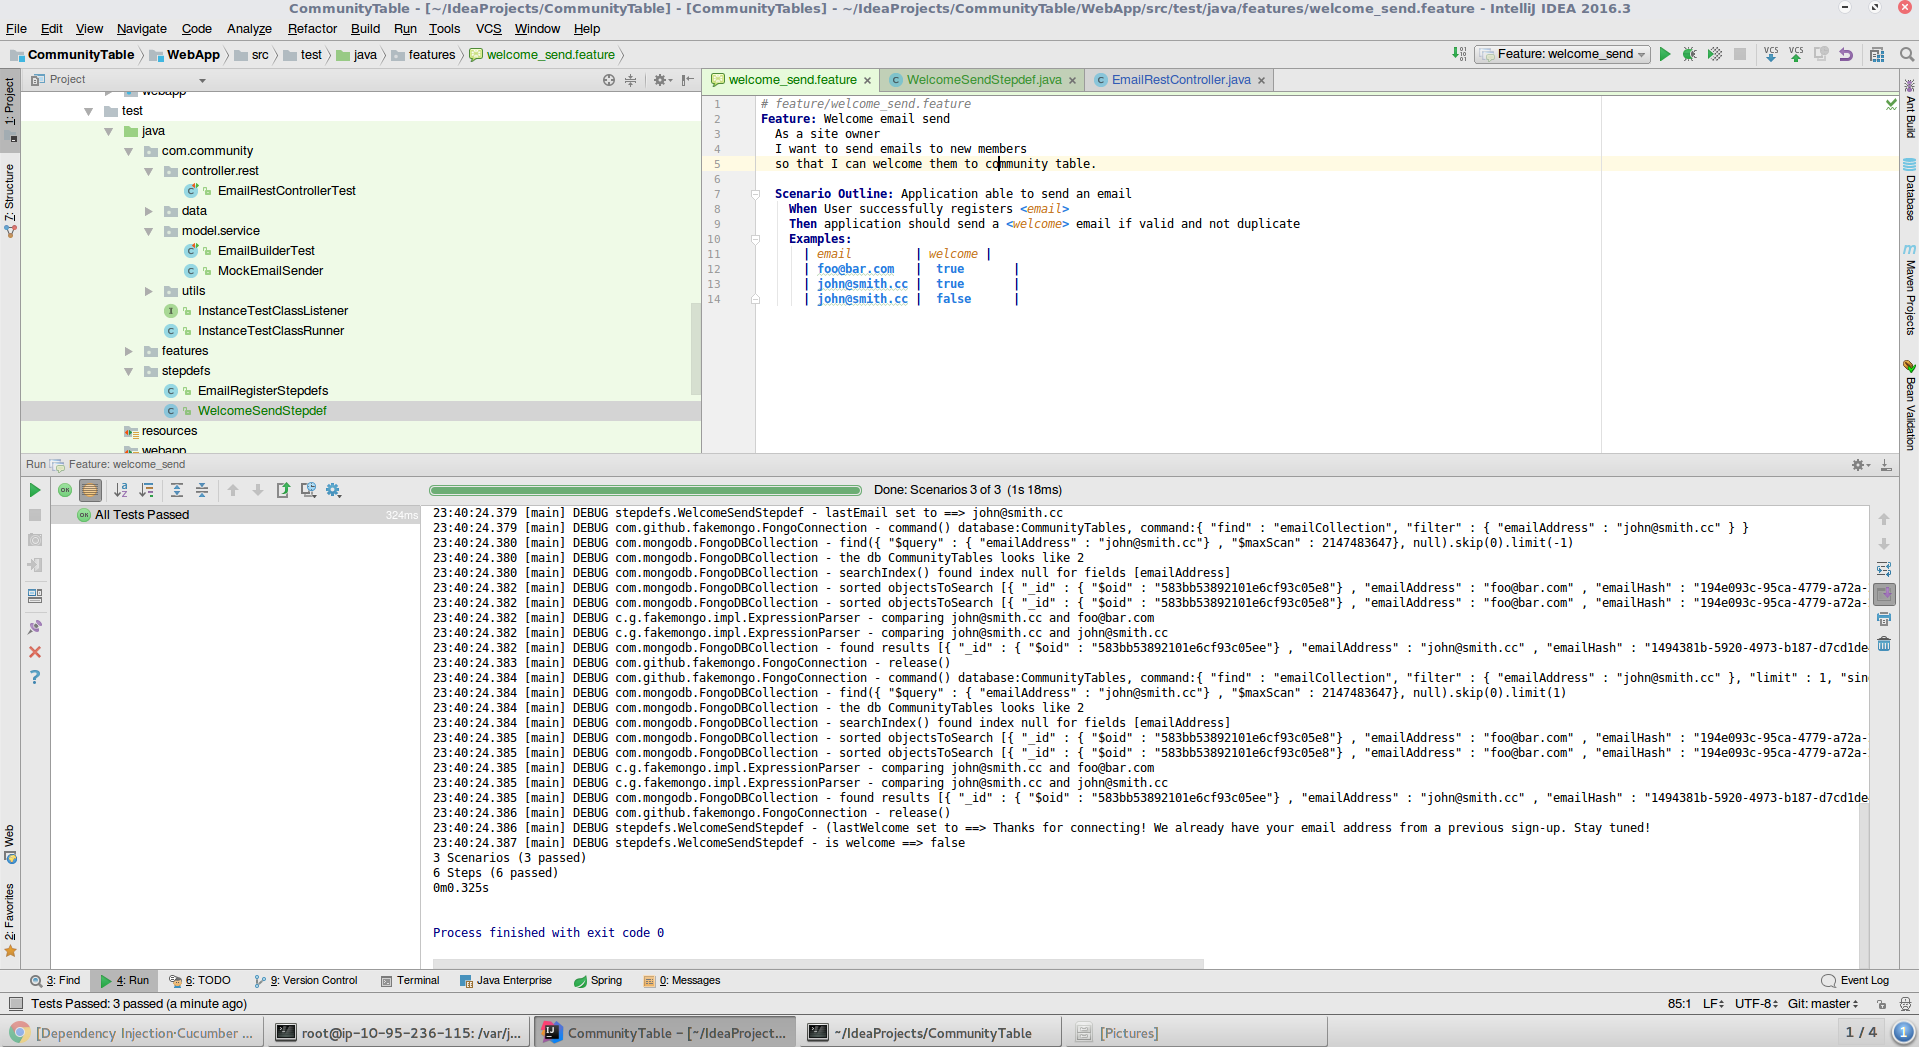 CommunityTable - [~/IdeaProjects/CommunityTable] - [CommunityTables] - ~/IdeaProjects/CommunityTable/WebApp/src/test/java/features/welcome_send.feature - IntelliJ IDEA 2016.3
File Edit View Navigate Code Analyze Refactor Build Run Tools VCS Window Help
CommunityTable WebApp src test java features welcome_send.feature
Feature: welcome_send
VCS VCS
1: Project
7: Structure
Web
2: Favorites
Project
webapp
test
java
com.community
controller.rest
EmailRestControllerTest
data
model.service
EmailBuilderTest
MockEmailSender
utils
InstanceTestClassListener
InstanceTestClassRunner
features
stepdefs
EmailRegisterStepdefs
WelcomeSendStepdef
resources
webapp
welcome_send.feature × WelcomeSendStepdef.java × EmailRestController.java ×
1 # feature/welcome_send.feature
2 Feature: Welcome email send
3 As a site owner
4 I want to send emails to new members
5 so that I can welcome them to community table.
6
7 Scenario Outline: Application able to send an email
8 When User successfully registers <email>
9 Then application should send a <welcome> email if valid and not duplicate
10 Examples:
11 | email | welcome |
12 | foo@bar.com | true |
13 | john@smith.cc | true |
14 | john@smith.cc | false |
Ant Build
Database
Maven Projects
Bean Validation
Run Feature: welcome_send
Done: Scenarios 3 of 3 (1s 18ms)
All Tests Passed 324ms
23:40:24.379 [main] DEBUG stepdefs.WelcomeSendStepdef - lastEmail set to ==> john@smith.cc
23:40:24.379 [main] DEBUG com.github.fakemongo.FongoConnection - command() database:CommunityTables, command:{ "find" : "emailCollection", "filter" : { "emailAddress" : "john@smith.cc" } }
23:40:24.380 [main] DEBUG com.mongodb.FongoDBCollection - find({ "$query" : { "emailAddress" : "john@smith.cc"} , "$maxScan" : 2147483647}, null).skip(0).limit(-1)
23:40:24.380 [main] DEBUG com.mongodb.FongoDBCollection - the db CommunityTables looks like 2
23:40:24.380 [main] DEBUG com.mongodb.FongoDBCollection - searchIndex() found index null for fields [emailAddress]
23:40:24.382 [main] DEBUG com.mongodb.FongoDBCollection - sorted objectsToSearch [{ "_id" : { "$oid" : "583bb53892101e6cf93c05e8"} , "emailAddress" : "foo@bar.com" , "emailHash" : "194e093c-95ca-4779-a72a-
23:40:24.382 [main] DEBUG com.mongodb.FongoDBCollection - sorted objectsToSearch [{ "_id" : { "$oid" : "583bb53892101e6cf93c05e8"} , "emailAddress" : "foo@bar.com" , "emailHash" : "194e093c-95ca-4779-a72a-
23:40:24.382 [main] DEBUG c.g.fakemongo.impl.ExpressionParser - comparing john@smith.cc and foo@bar.com
23:40:24.382 [main] DEBUG c.g.fakemongo.impl.ExpressionParser - comparing john@smith.cc and john@smith.cc
23:40:24.382 [main] DEBUG com.mongodb.FongoDBCollection - found results [{ "_id" : { "$oid" : "583bb53892101e6cf93c05ee"} , "emailAddress" : "john@smith.cc" , "emailHash" : "1494381b-5920-4973-b187-d7cd1de
23:40:24.383 [main] DEBUG com.github.fakemongo.FongoConnection - release()
23:40:24.384 [main] DEBUG com.github.fakemongo.FongoConnection - command() database:CommunityTables, command:{ "find" : "emailCollection", "filter" : { "emailAddress" : "john@smith.cc" }, "limit" : 1, "sin
23:40:24.384 [main] DEBUG com.mongodb.FongoDBCollection - find({ "$query" : { "emailAddress" : "john@smith.cc"} , "$maxScan" : 2147483647}, null).skip(0).limit(1)
23:40:24.384 [main] DEBUG com.mongodb.FongoDBCollection - the db CommunityTables looks like 2
23:40:24.384 [main] DEBUG com.mongodb.FongoDBCollection - searchIndex() found index null for fields [emailAddress]
23:40:24.385 [main] DEBUG com.mongodb.FongoDBCollection - sorted objectsToSearch [{ "_id" : { "$oid" : "583bb53892101e6cf93c05e8"} , "emailAddress" : "foo@bar.com" , "emailHash" : "194e093c-95ca-4779-a72a-
23:40:24.385 [main] DEBUG com.mongodb.FongoDBCollection - sorted objectsToSearch [{ "_id" : { "$oid" : "583bb53892101e6cf93c05e8"} , "emailAddress" : "foo@bar.com" , "emailHash" : "194e093c-95ca-4779-a72a-
23:40:24.385 [main] DEBUG c.g.fakemongo.impl.ExpressionParser - comparing john@smith.cc and foo@bar.com
23:40:24.385 [main] DEBUG c.g.fakemongo.impl.ExpressionParser - comparing john@smith.cc and john@smith.cc
23:40:24.385 [main] DEBUG com.mongodb.FongoDBCollection - found results [{ "_id" : { "$oid" : "583bb53892101e6cf93c05ee"} , "emailAddress" : "john@smith.cc" , "emailHash" : "1494381b-5920-4973-b187-d7cd1de
23:40:24.386 [main] DEBUG com.github.fakemongo.FongoConnection - release()
23:40:24.386 [main] DEBUG stepdefs.WelcomeSendStepdef - (lastWelcome set to ==> Thanks for connecting! We already have your email address from a previous sign-up. Stay tuned!
23:40:24.387 [main] DEBUG stepdefs.WelcomeSendStepdef - is welcome ==> false
3 Scenarios (3 passed)
6 Steps (6 passed)
0m0.325s
Process finished with exit code 0
3: Find 4: Run 6: TODO 9: Version Control Terminal Java Enterprise Spring 0: Messages Event Log
Tests Passed: 3 passed (a minute ago) 85:1 LF UTF-8 Git: master
[Dependency Injection·Cucumber ... root@ip-10-95-236-115: /var/j... CommunityTable – [~/IdeaProject... ~/IdeaProjects/CommunityTable [Pictures] 1 / 4 1